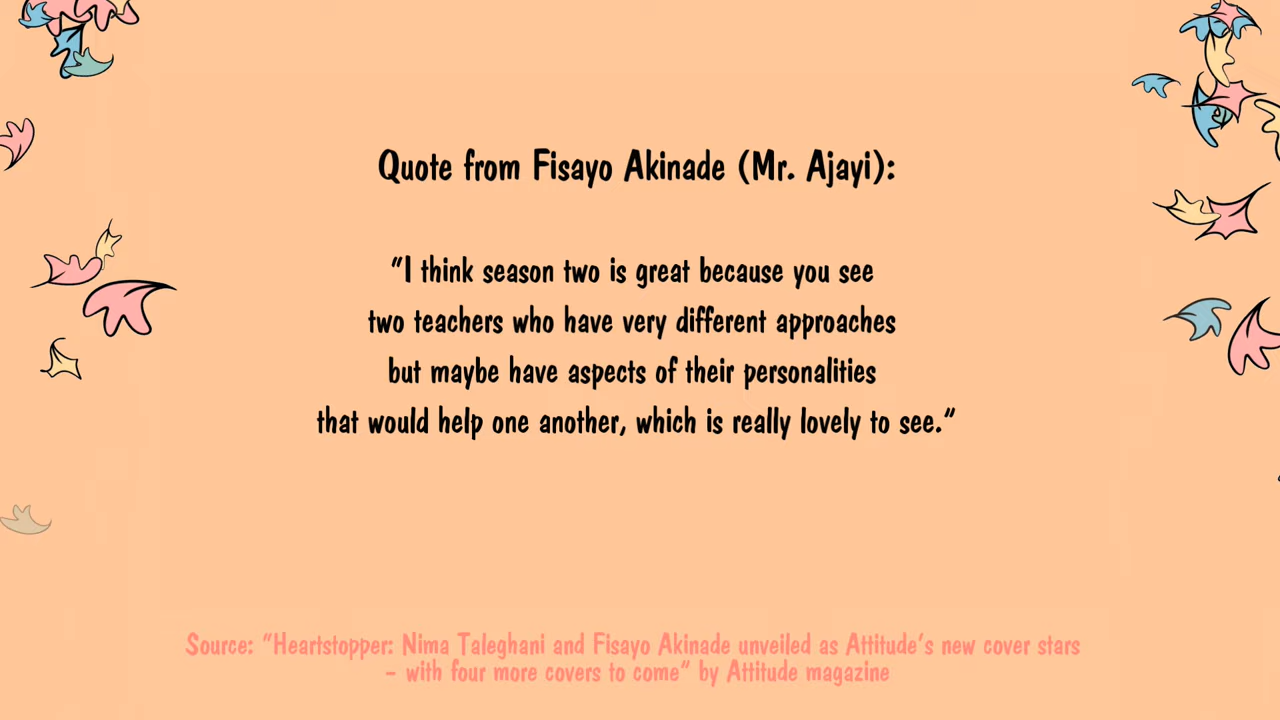 Quote from Fisayo Akinade (Mr. Ajayi):
“I think season two is great because you see
two teachers who have very different approaches
but maybe have aspects of their personalities
that would help one another, which is really lovely to see.”
Source: “Heartstopper: Nima Taleghani and Fisayo Akinade unveiled as Attitude’s new cover stars
– with four more covers to come” by Attitude magazine